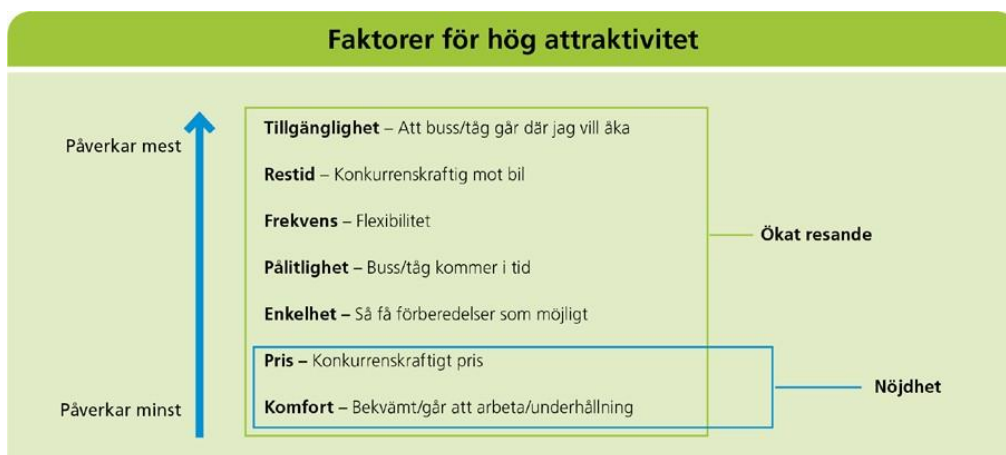 Faktorer för hög attraktivitet
Påverkar mest
Tillgänglighet – Att buss/tåg går där jag vill åka
Restid – Konkurrenskraftig mot bil
Frekvens – Flexibilitet
Ökat resande
Pålitlighet – Buss/tåg kommer i tid
Enkelhet – Så få förberedelser som möjligt
Pris – Konkurrenskraftigt pris
Nöjdhet
Påverkar minst
Komfort – Bekvämt/går att arbeta/underhållning